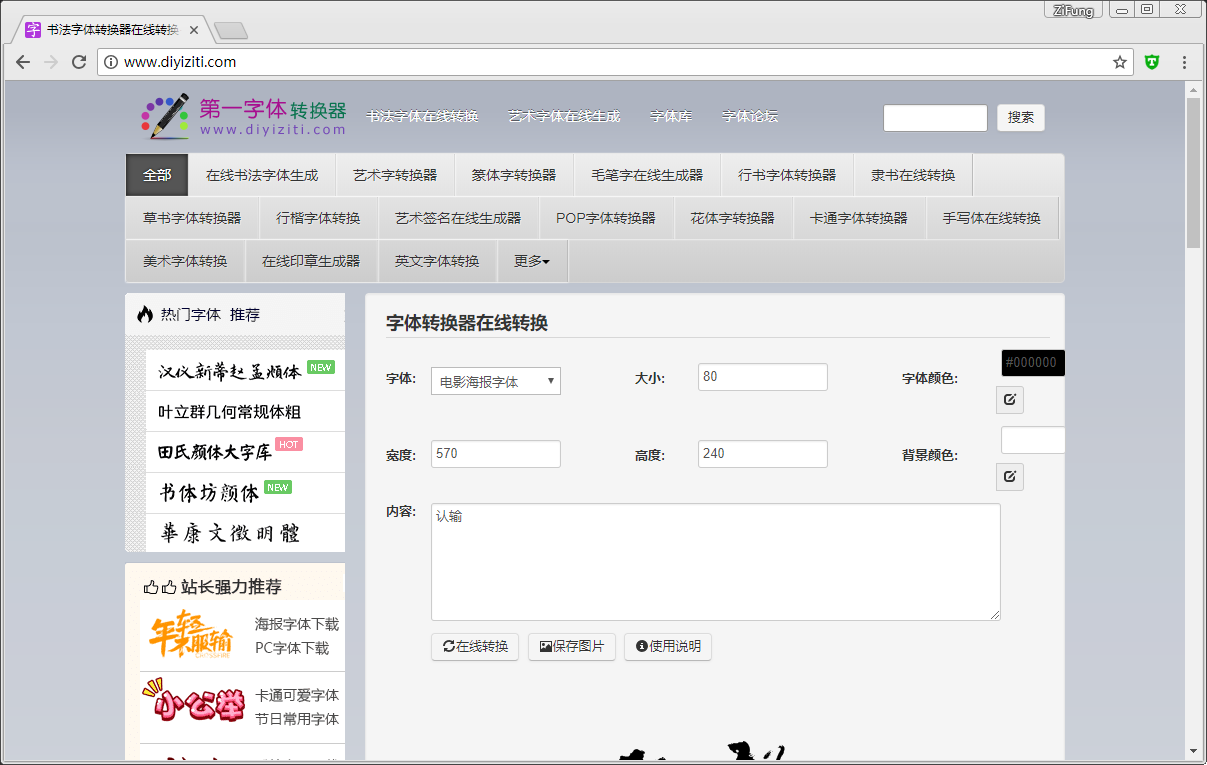 ZiFung
字 书法字体转换器在线转换
www.diyiziti.com
第一字体 转换器
www.diyiziti.com
书法字体在线转换 艺术字体在线生成 字体库 字体论坛 搜索
全部 在线书法字体生成 艺术字转换器 篆体字转换器 毛笔字在线生成器 行书字体转换器 隶书在线转换
草书字体转换器 行楷字体转换 艺术签名在线生成器 POP字体转换器 花体字转换器 卡通字体转换器 手写体在线转换
美术字体转换 在线印章生成器 英文字体转换 更多
热门字体 推荐
汉仪新蒂赵孟頫体 NEW
叶立群几何常规体粗
田氏颜体大字库 HOT
书体坊颜体 NEW
華康文徵明體
站长强力推荐
海报字体下载
PC字体下载
小公举
卡通可爱字体
节日常用字体
字体转换器在线转换
字体: 电影海报字体 大小: 80 字体颜色: #000000
宽度: 570 高度: 240 背景颜色:
内容: 认输
在线转换 保存图片 使用说明